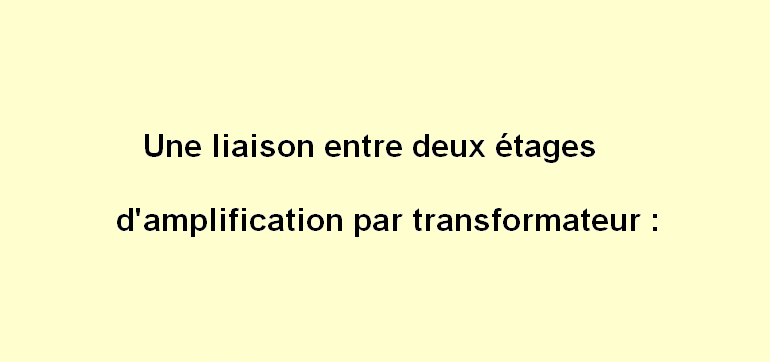 Une liaison entre deux étages
d'amplification par transformateur :